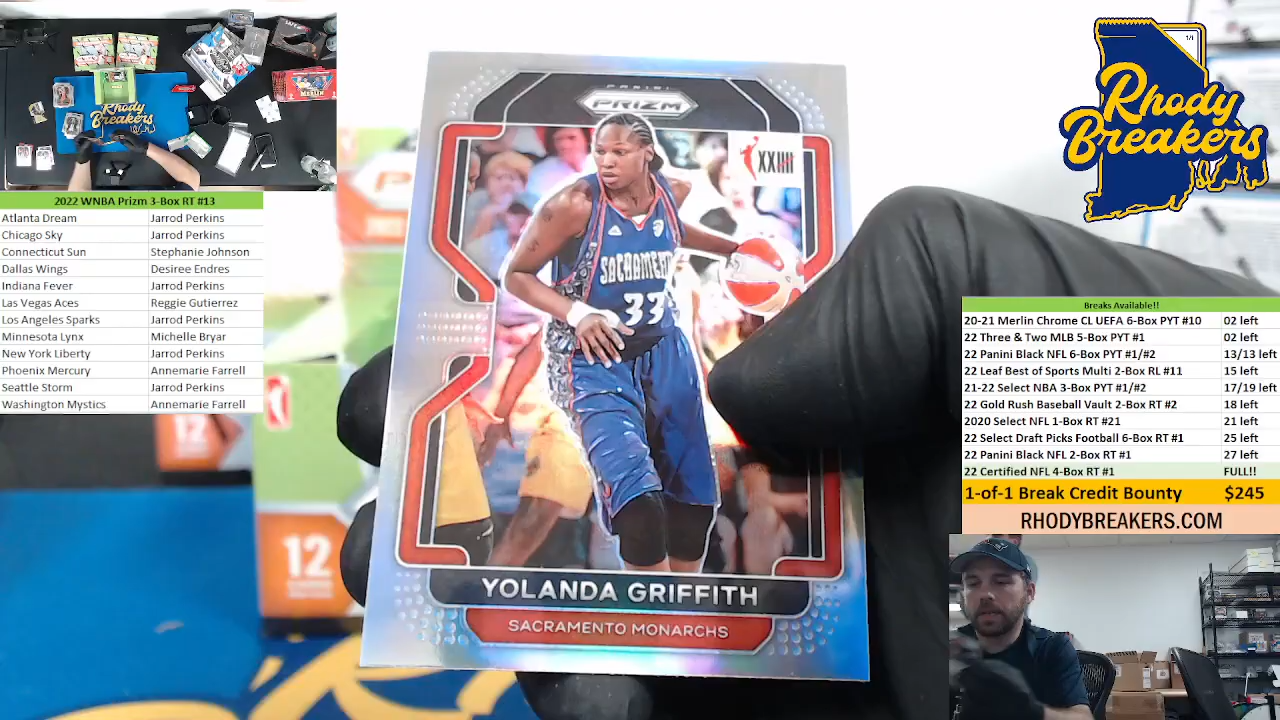 Rhody
Breakers
2022 WNBA Prizm 3-Box RT #13
Atlanta Dream Jarrod Perkins
Chicago Sky Jarrod Perkins
Connecticut Sun Stephanie Johnson
Dallas Wings Desiree Endres
Indiana Fever Jarrod Perkins
Las Vegas Aces Reggie Gutierrez
Los Angeles Sparks Jarrod Perkins
Minnesota Lynx Michelle Bryar
New York Liberty Jarrod Perkins
Phoenix Mercury Annemarie Farrell
Seattle Storm Jarrod Perkins
Washington Mystics Annemarie Farrell
12
PANINI
PRIZM
XXIIII
SACRAMEN
33
YOLANDA GRIFFITH
SACRAMENTO MONARCHS
1/1
Rhody
Breakers
Breaks Available!!
20-21 Merlin Chrome CL UEFA 6-Box PYT #10 02 left
22 Three & Two MLB 5-Box PYT #1 02 left
22 Panini Black NFL 6-Box PYT #1/#2 13/13 left
22 Leaf Best of Sports Multi 2-Box RL #11 15 left
21-22 Select NBA 3-Box PYT #1/#2 17/19 left
22 Gold Rush Baseball Vault 2-Box RT #2 18 left
2020 Select NFL 1-Box RT #21 21 left
22 Select Draft Picks Football 6-Box RT #1 25 left
22 Panini Black NFL 2-Box RT #1 27 left
22 Certified NFL 4-Box RT #1 FULL!!
1-of-1 Break Credit Bounty $245
RHODYBREAKERS.COM